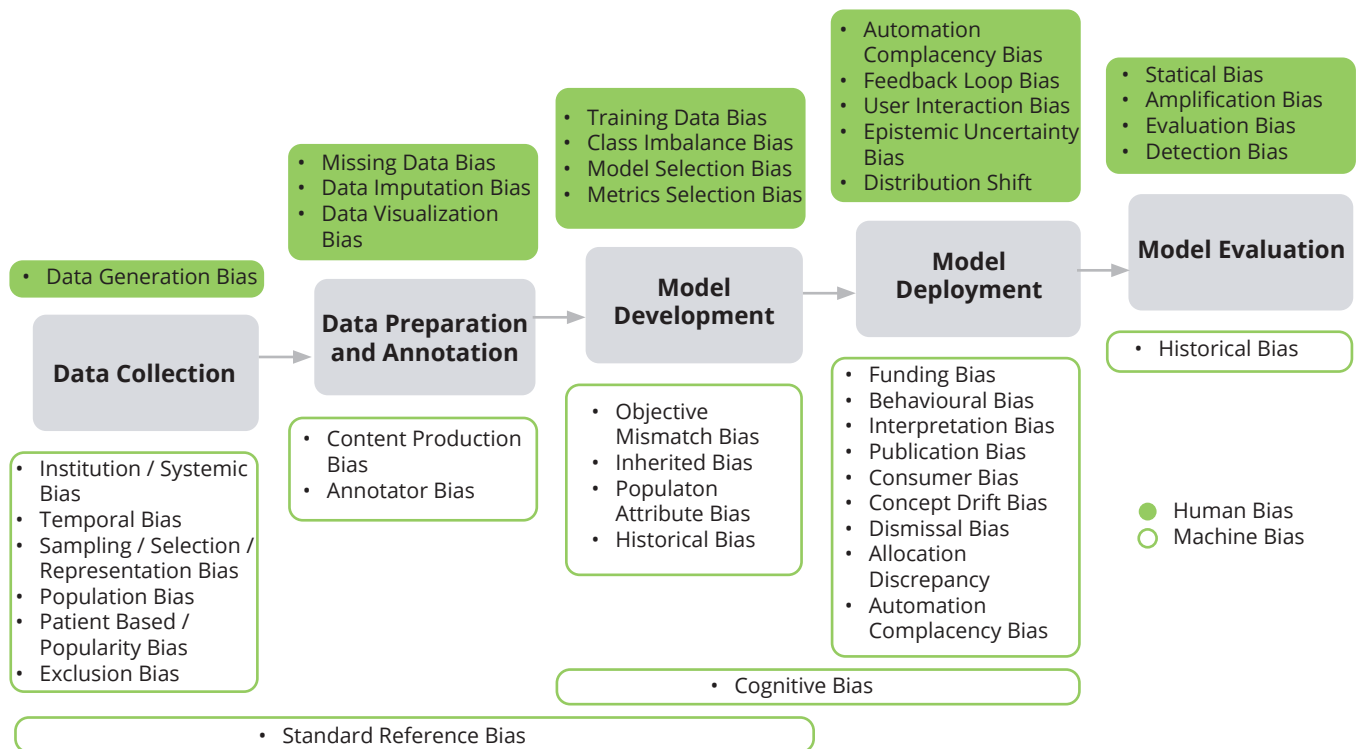 • Data Generation Bias
Data Collection
• Institution / Systemic
Bias
• Temporal Bias
• Sampling / Selection /
Representation Bias
• Population Bias
• Patient Based /
Popularity Bias
• Exclusion Bias
• Missing Data Bias
• Data Imputation Bias
• Data Visualization
Bias
Data Preparation
and Annotation
• Content Production
Bias
• Annotator Bias
• Training Data Bias
• Class Imbalance Bias
• Model Selection Bias
• Metrics Selection Bias
Model
Development
• Objective
Mismatch Bias
• Inherited Bias
• Populaton
Attribute Bias
• Historical Bias
• Automation
Complacency Bias
• Feedback Loop Bias
• User Interaction Bias
• Epistemic Uncertainty
Bias
• Distribution Shift
Model
Deployment
• Funding Bias
• Behavioural Bias
• Interpretation Bias
• Publication Bias
• Consumer Bias
• Concept Drift Bias
• Dismissal Bias
• Allocation
Discrepancy
• Automation
Complacency Bias
• Statical Bias
• Amplification Bias
• Evaluation Bias
• Detection Bias
Model Evaluation
• Historical Bias
Human Bias
Machine Bias
• Cognitive Bias
• Standard Reference Bias